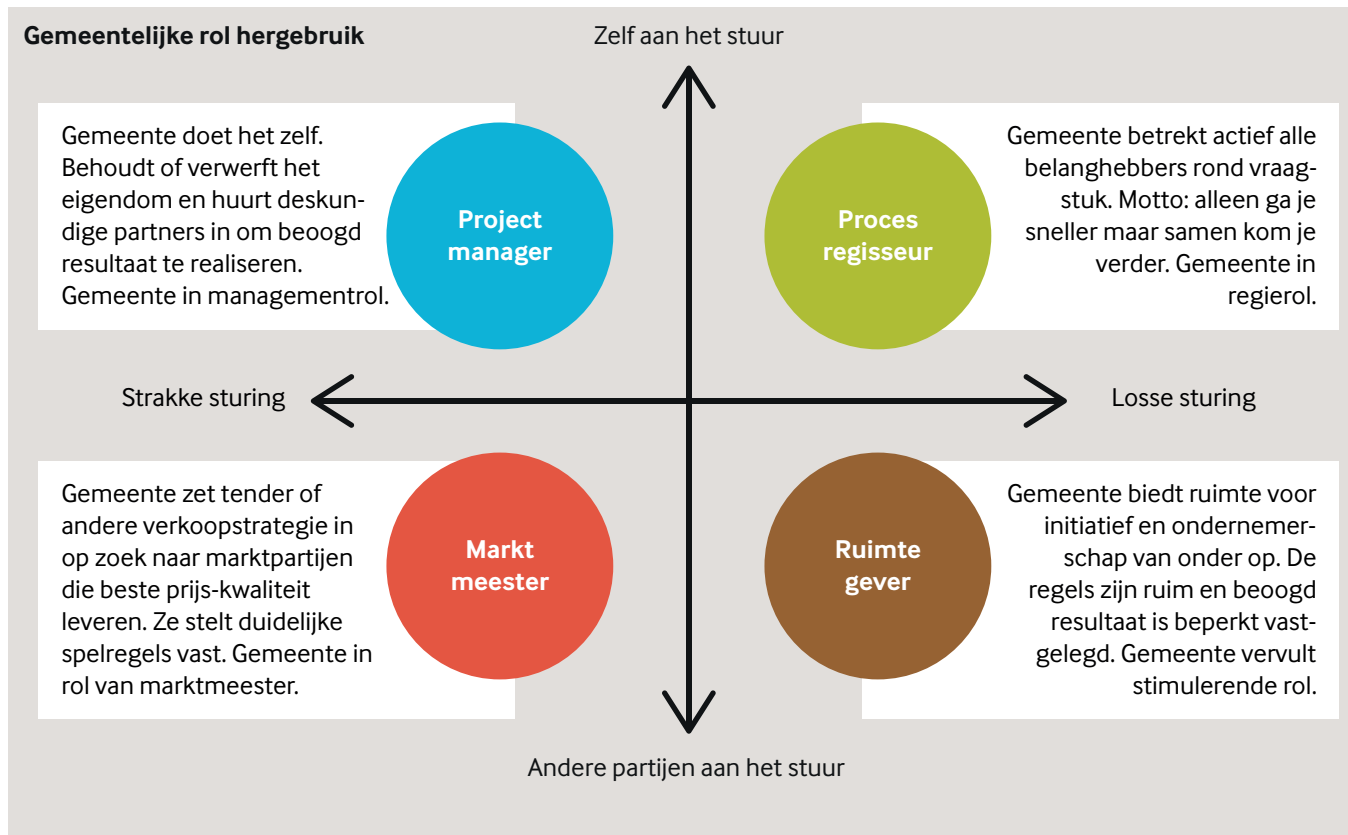 Gemeentelijke rol hergebruik
Zelf aan het stuur
Gemeente doet het zelf.
Behoudt of verwerft het
eigendom en huurt deskun-
dige partners in om beoogd
resultaat te realiseren.
Gemeente in managementrol.
Project
manager
Proces
regisseur
Gemeente betrekt actief alle
belanghebbers rond vraag-
stuk. Motto: alleen ga je
sneller maar samen kom je
verder. Gemeente in
regierol.
Strakke sturing
Losse sturing
Gemeente zet tender of
andere verkoopstrategie in
op zoek naar marktpartijen
die beste prijs-kwaliteit
leveren. Ze stelt duidelijke
spelregels vast. Gemeente in
rol van marktmeester.
Markt
meester
Ruimte
gever
Gemeente biedt ruimte voor
initiatief en ondernemer-
schap van onder op. De
regels zijn ruim en beoogd
resultaat is beperkt vast-
gelegd. Gemeente vervult
stimulerende rol.
Andere partijen aan het stuur